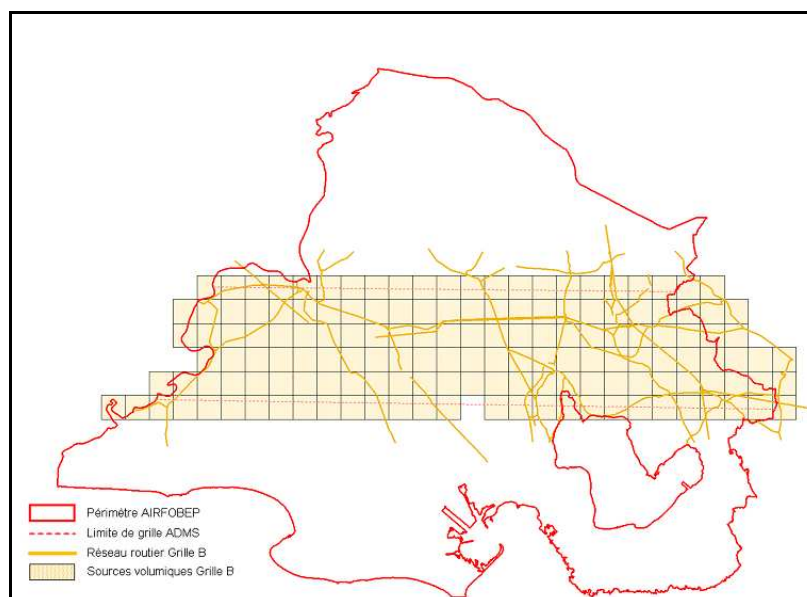 Périmètre AIRFOBEP
Limite de grille ADMS
Réseau routier Grille B
Sources volumiques Grille B